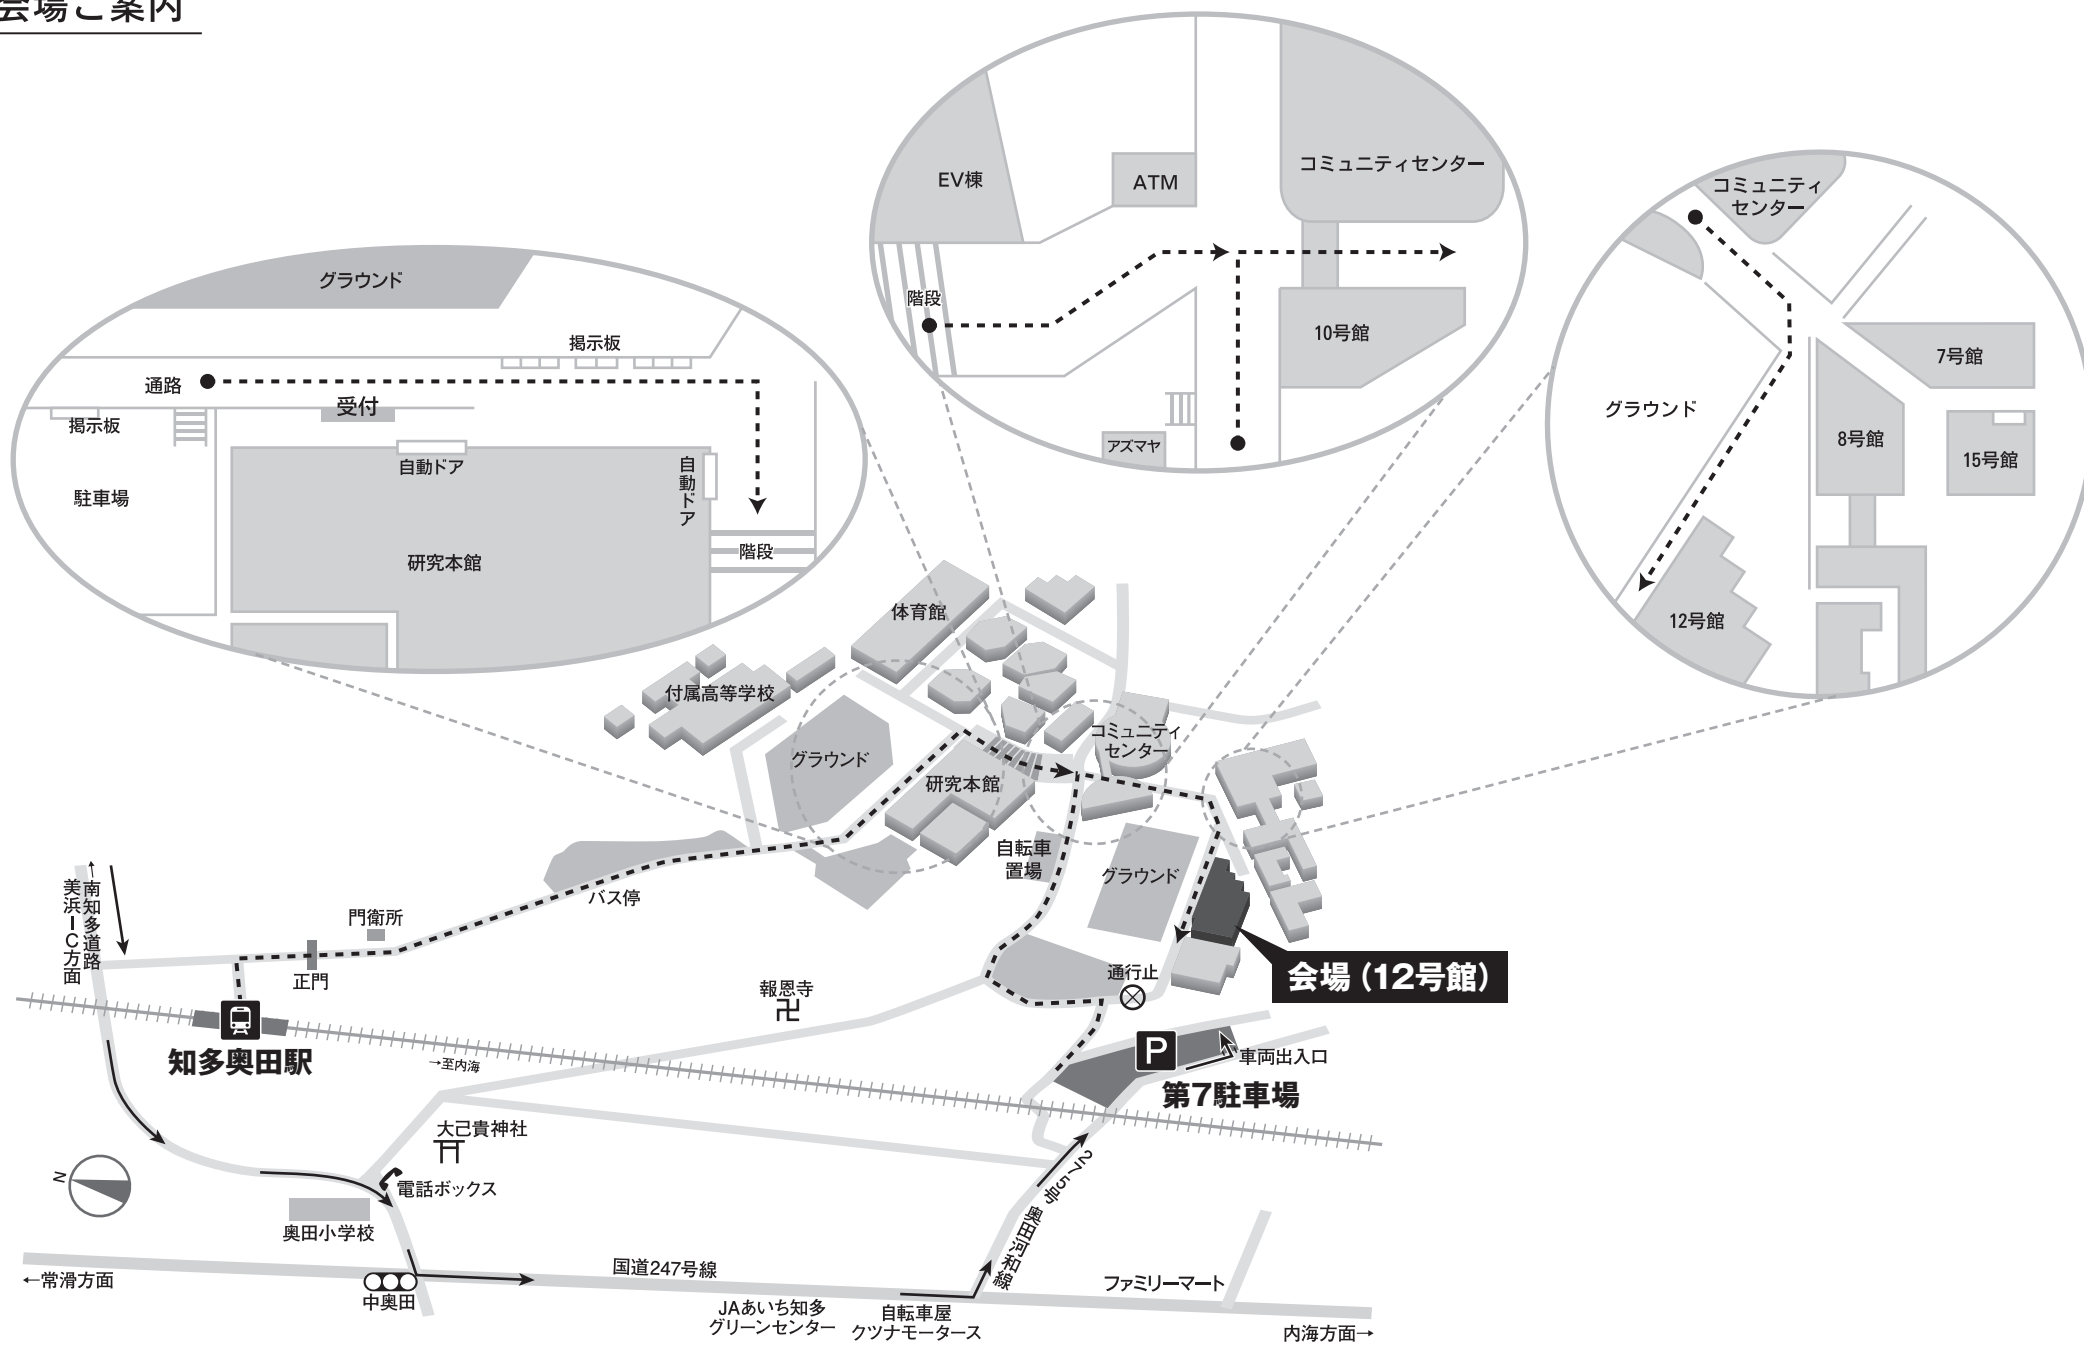 会場ご案内
グラウンド
掲示板
通路
受付
掲示板
自動ドア
自動ドア
駐車場
研究本館
階段
EV棟
ATM
コミュニティセンター
階段
10号館
アズマヤ
コミュニティ
センター
7号館
グラウンド
8号館
15号館
12号館
体育館
付属高等学校
コミュニティ
センター
グラウンド
研究本館
自転車
置場
グラウンド
バス停
↑南知多道路
美浜IC方面
門衛所
正門
通行止
会場（12号館）
報恩寺
卍
知多奥田駅
→至内海
P
車両出入口
第7駐車場
大己貴神社
電話ボックス
275号
奥田河和線
N
奥田小学校
国道247号線
←常滑方面
ファミリーマート
中奥田
JAあいち知多
グリーンセンター
自転車屋
クツナモータース
内海方面→